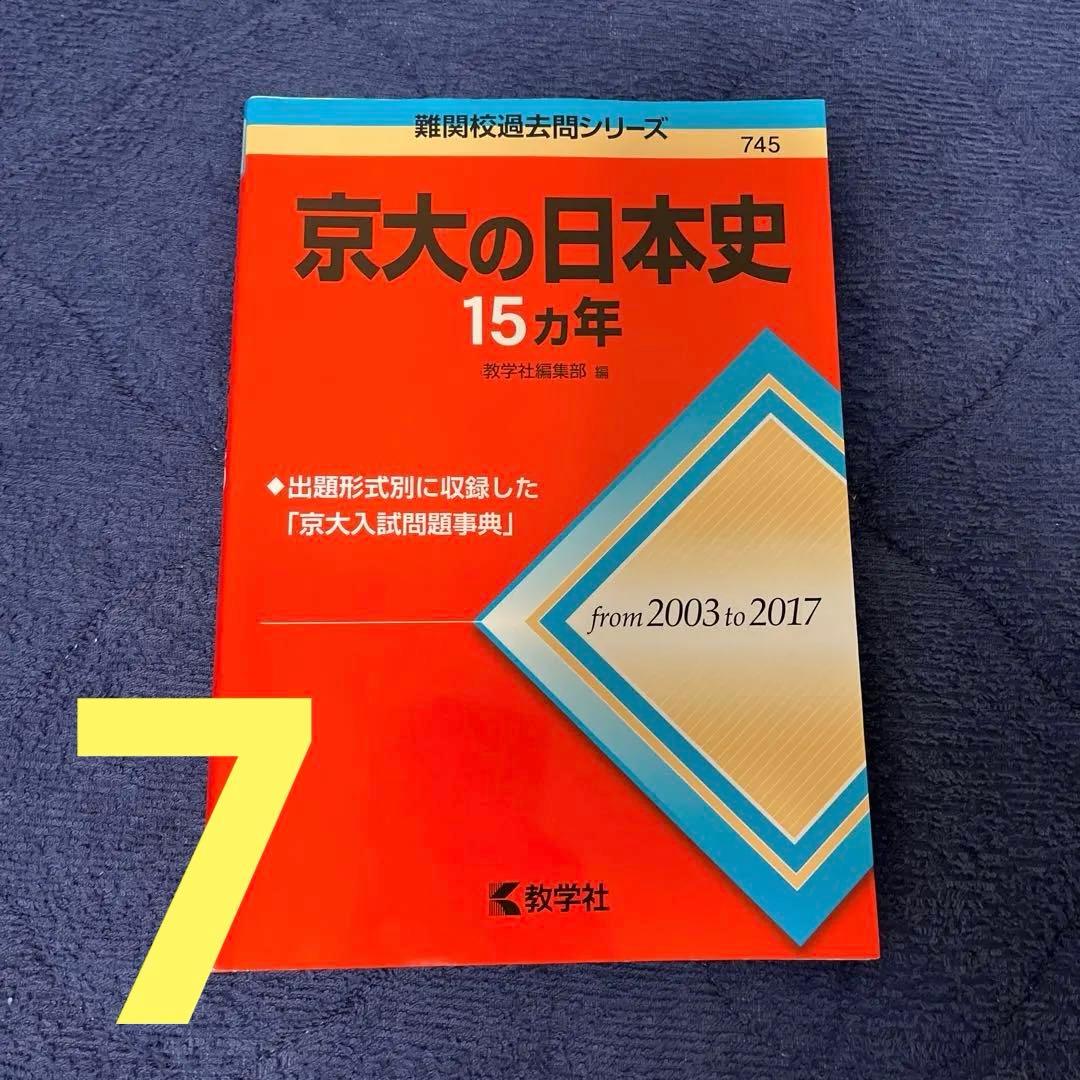 難関校過去問シリーズ
745
京大の日本史
15ヵ年
教学社編集部 編
◆出題形式別に収録した
「京大入試問題事典」
from 2003 to 2017
7
教学社